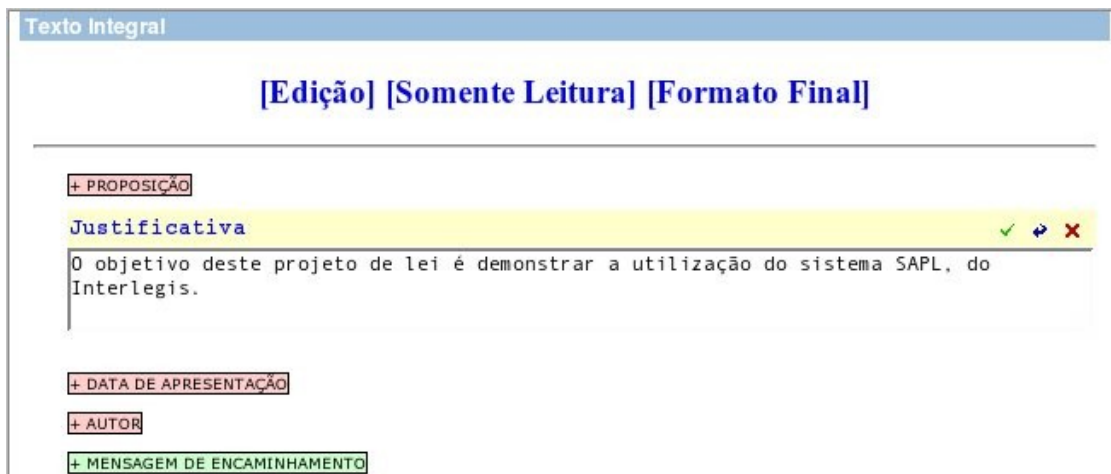 Texto Integral
[Edição] [Somente Leitura] [Formato Final]
+ PROPOSIÇÃO
Justificativa
O objetivo deste projeto de lei é demonstrar a utilização do sistema SAPL, do
Interlegis.
+ DATA DE APRESENTAÇÃO
+ AUTOR
+ MENSAGEM DE ENCAMINHAMENTO